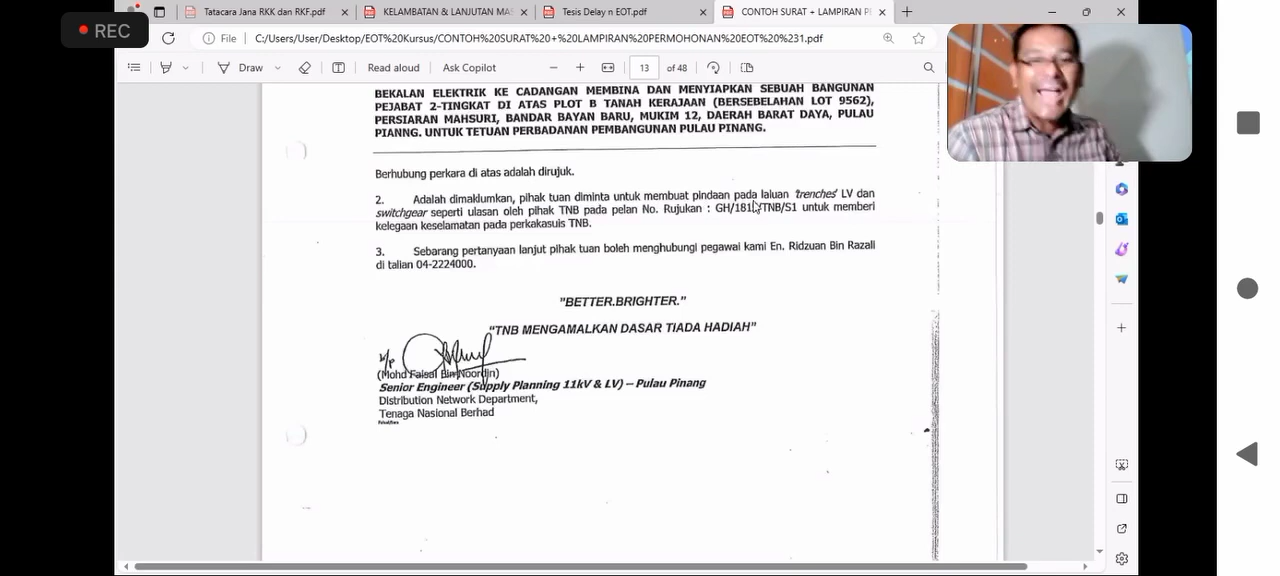 REC
Tatacara Jana RKK dan RKF.pdf
KELAMBATAN & LANJUTAN MAS
Tesis Delay n EOT.pdf
CONTOH SURAT + LAMPIRAN PE
File
C:/Users/User/Desktop/EOT%20Kursus/CONTOH%20SURAT%20+%20LAMPIRAN%20PERMOHONAN%20EOT%20%231.pdf
Draw
Read aloud
Ask Copilot
13 of 48
BEKALAN ELEKTRIK KE CADANGAN MEMBINA DAN MENYIAPKAN SEBUAH BANGUNAN
PEJABAT 2-TINGKAT DI ATAS PLOT B TANAH KERAJAAN (BERSEBELAHAN LOT 9562),
PERSIARAN MAHSURI, BANDAR BAYAN BARU, MUKIM 12, DAERAH BARAT DAYA, PULAU
PIANNG. UNTUK TETUAN PERBADANAN PEMBANGUNAN PULAU PINANG.
Berhubung perkara di atas adalah dirujuk.
2. Adalah dimaklumkan, pihak tuan diminta untuk membuat pindaan pada laluan 'trenches' LV dan
switchgear seperti ulasan oleh pihak TNB pada pelan No. Rujukan : /TNB/S1 untuk memberi
kelegaan keselamatan pada perkakasuis TNB.
3. Sebarang pertanyaan lanjut pihak tuan boleh menghubungi pegawai kami En. Ridzuan Bin Razali
di talian 04-2224000.
"BETTER.BRIGHTER."
"TNB MENGAMALKAN DASAR TIADA HADIAH"
(Mohd Faisal Bin Noordin)
Senior Engineer (Supply Planning 11kV & LV) – Pulau Pinang
Distribution Network Department,
Tenaga Nasional Berhad